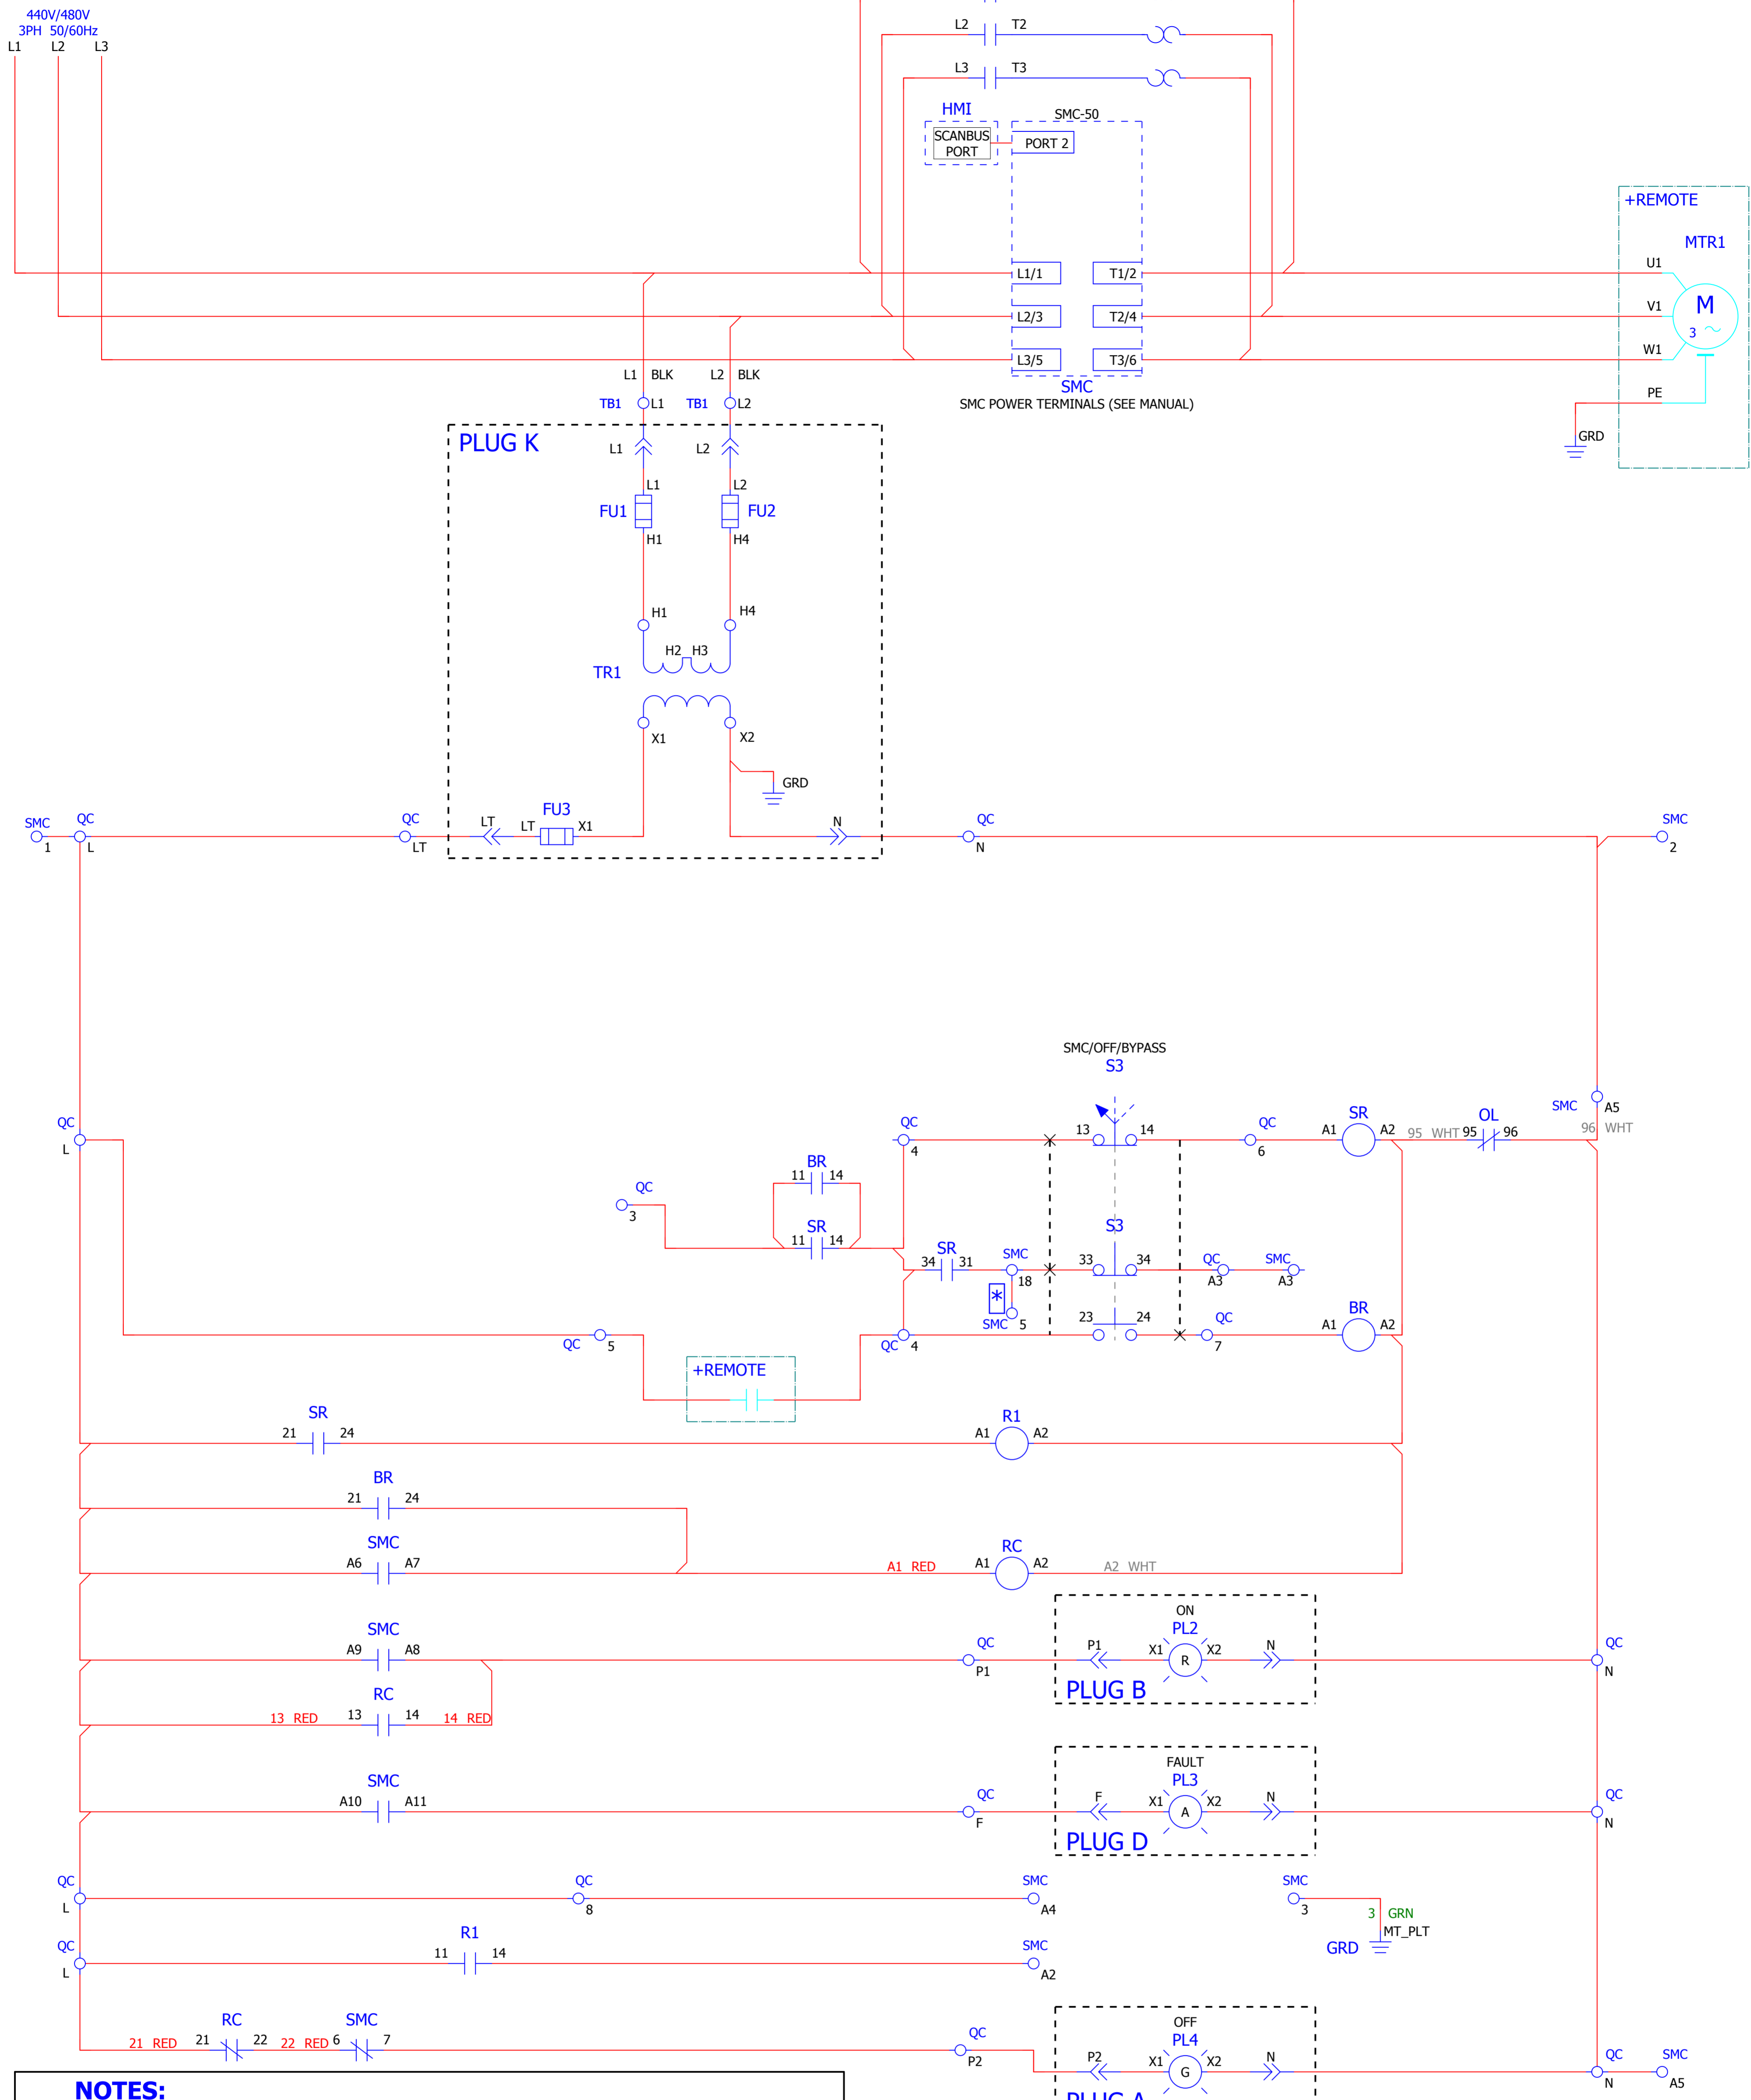 440V/480V
3PH 50/60Hz
L1 L2 L3
L2 T2
L3 T3
HMI
SCANBUS
PORT
SMC-50
PORT 2
+REMOTE
MTR1
L1/1 T1/2 U1
L2/3 T2/4 V1
M
3
L3/5 T3/6 W1
SMC
SMC POWER TERMINALS (SEE MANUAL)
PE
GRD
L1 BLK L2 BLK
TB1 L1 TB1 L2
PLUG K
L1 L2
L1 L2
FU1 FU2
H1 H4
H1 H4
H2 H3
TR1
X1 X2
GRD
SMC QC QC LT LT FU3 X1 N QC SMC
1 L LT N 2
SMC/OFF/BYPASS
S3
SMC A5
QC
L
QC
4
13 14
QC
6
SR
A1 A2
95 WHT
OL
95 96
96 WHT
BR
11 14
QC
3
SR
11 14
SR
34 31
SMC
18
S3
33 34
QC
A3
SMC
A3
*
SMC 5
23 24
QC
7
BR
A1 A2
QC 5
QC 4
+REMOTE
SR
21 24
R1
A1 A2
BR
21 24
SMC
A6 A7
A1 RED
RC
A1 A2
A2 WHT
SMC
A9 A8
QC
P1
ON
PL2
P1 X1 R X2 N
PLUG B
QC
N
RC
13 RED 13 14 14 RED
SMC
A10 A11
QC
F
FAULT
PL3
F X1 A X2 N
PLUG D
QC
N
QC
L
QC
8
SMC
A4
SMC
3
3 GRN
MT_PLT
GRD
QC
L
R1
11 14
SMC
A2
RC SMC
21 RED 21 22 22 RED 6 7
QC
P2
OFF
PL4
P2 X1 G X2 N
PLUG A
QC
N
SMC
A5
NOTES: